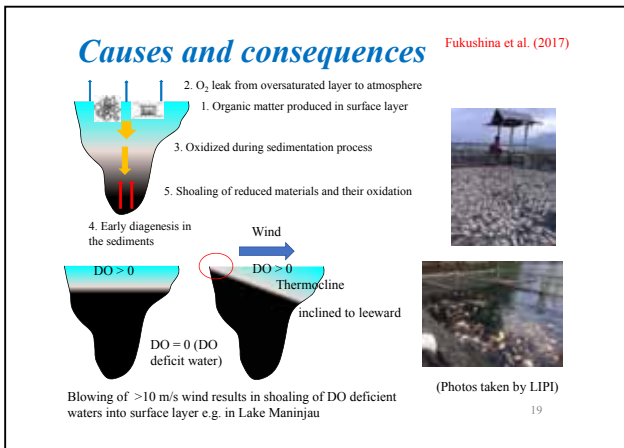 Causes and consequences
Fukushina et al. (2017)
2. O₂ leak from oversaturated layer to atmosphere
1. Organic matter produced in surface layer
3. Oxidized during sedimentation process
5. Shoaling of reduced materials and their oxidation
4. Early diagenesis in
the sediments
Wind
DO > 0
DO > 0
Thermocline
inclined to leeward
DO = 0 (DO
deficit water)
Blowing of >10 m/s wind results in shoaling of DO deficient
waters into surface layer e.g. in Lake Maninjau
(Photos taken by LIPI)
19